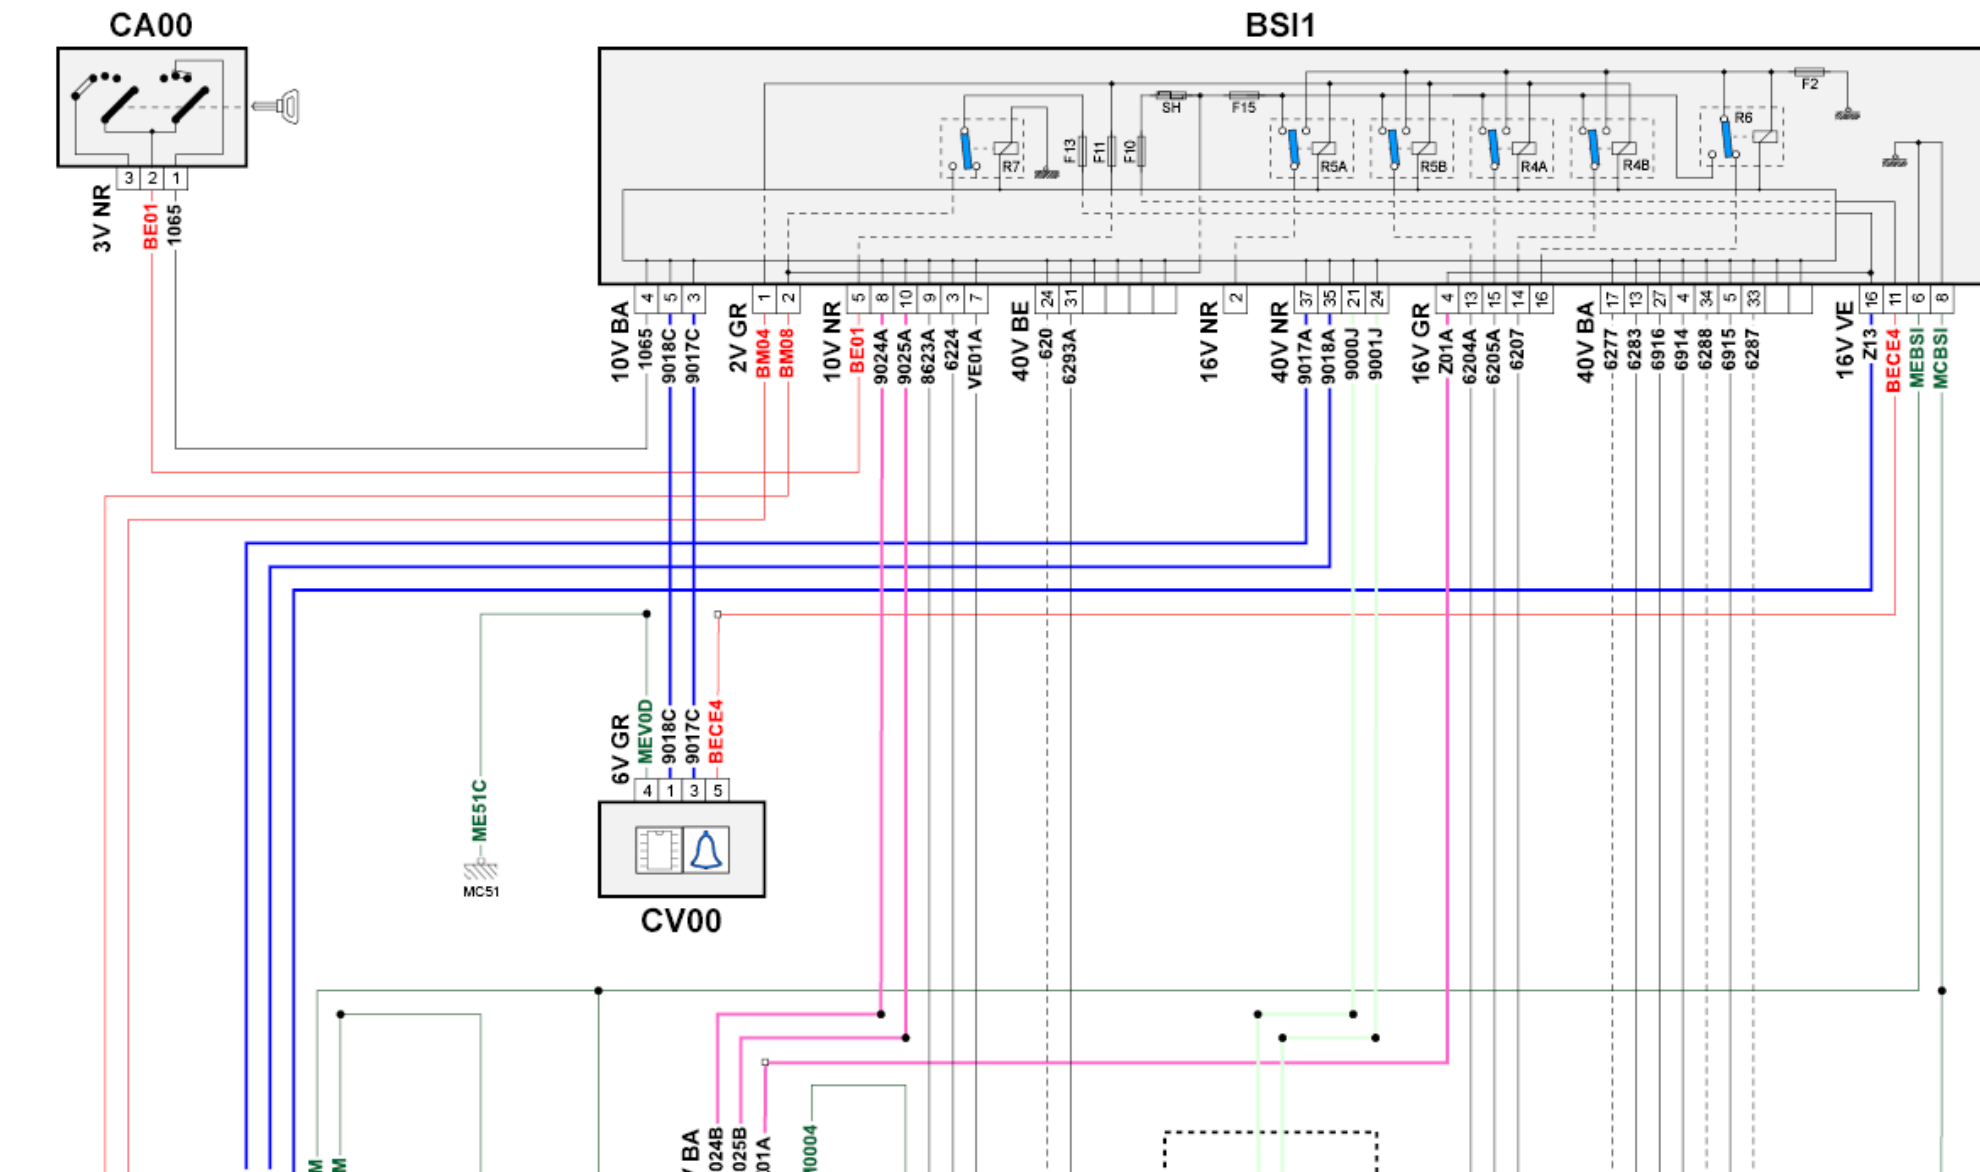 CA00
BSI1
F2
SH
F15
R6
F13
F11
F10
R7
R5A
R5B
R4A
R4B
3 2 1
3V NR
BE01
1065
10V BA
4 5 3
1065
9018C
9017C
2V GR
1 2
BM04
BM08
10V NR
5 8 10 9 3 7
BE01
9024A
9025A
8623A
6224
VE01A
40V BE
24 31
620
6293A
16V NR
2
40V NR
37 35 21 24
9017A
9018A
9000J
9001J
16V GR
4 13 15 14 16
Z01A
6204A
6205A
6207
40V BA
17 13 27 4 34 5 33
6277
6283
6916
6914
6288
6915
6287
16V VE
16 11 6 8
Z13
BECE4
MEBSI
MCBSI
6V GR
MEV0D
9018C
9017C
BECE4
4 1 3 5
ME51C
MC51
CV00
M
M
BA
024B
025B
01A
0004